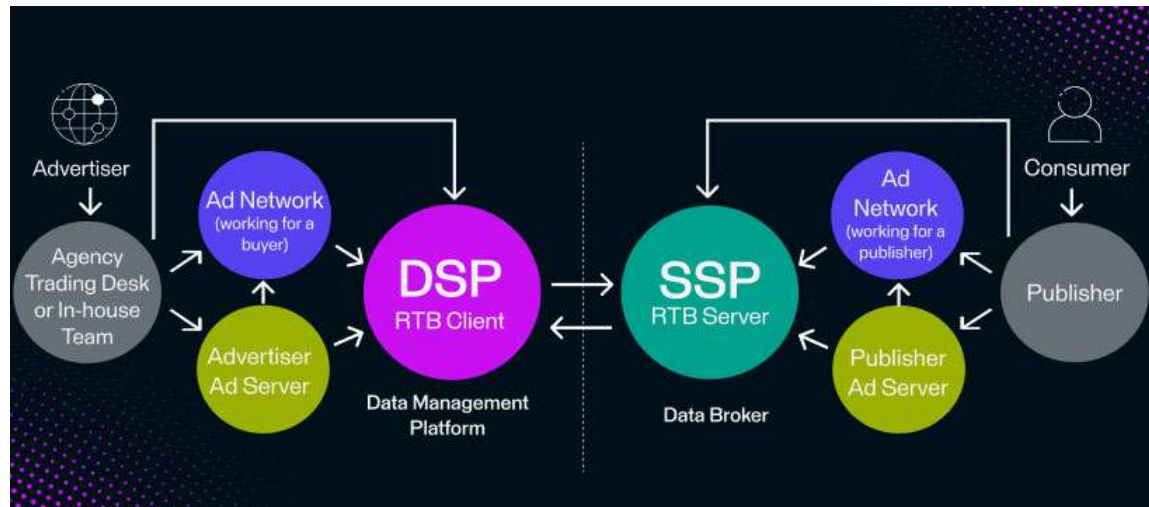 Advertiser
Agency
Trading Desk
or In-house
Team
Ad Network
(working for a
buyer)
Advertiser
Ad Server
DSP
RTB Client
Data Management
Platform
SSP
RTB Server
Data Broker
Ad
Network
(working for a
publisher)
Publisher
Ad Server
Consumer
Publisher